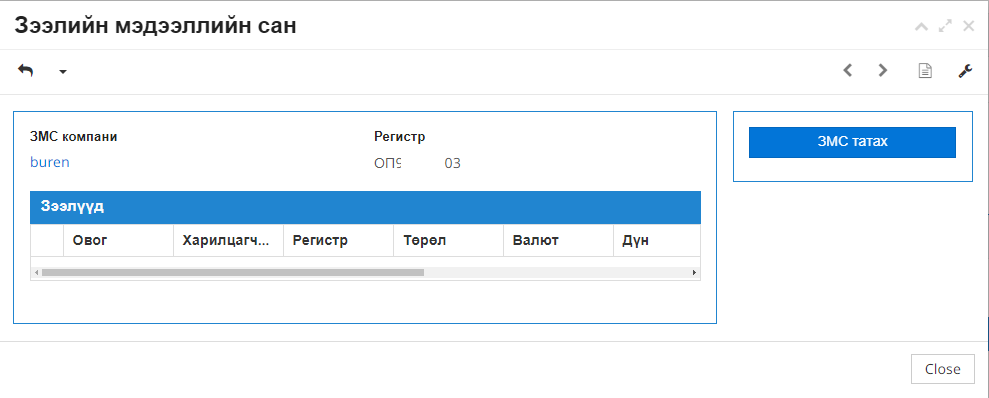 Зээлийн мэдээллийн сан
ЗМС компани
Регистр
ЗМС татах
buren
ОП9 03
Зээлүүд
Овог Харилцагч... Регистр Төрөл Валют Дүн
Close